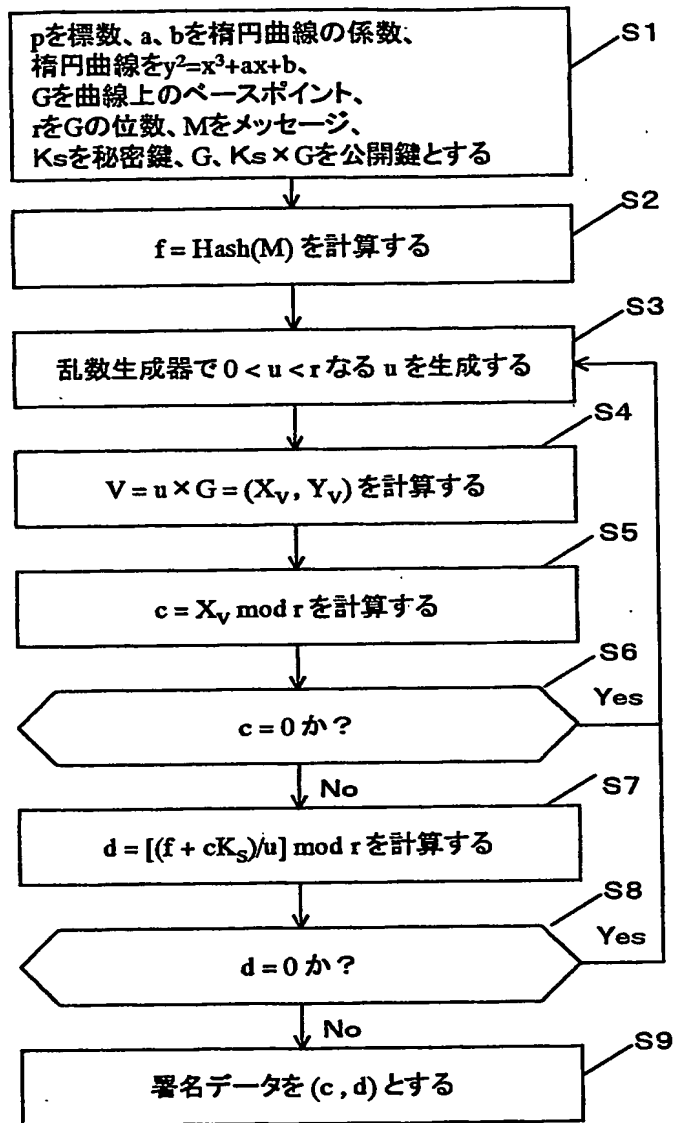 pを標数、a、bを楕円曲線の係数、
楕円曲線をy²=x³+ax+b、
Gを曲線上のベースポイント、
rをGの位数、Mをメッセージ、
Ksを秘密鍵、G、Ks×Gを公開鍵とする
S1
S2
f = Hash(M) を計算する
S3
乱数生成器で 0 < u < r なる u を生成する
S4
V = u × G = (X_V, Y_V) を計算する
S5
c = X_V mod r を計算する
S6
c = 0 か?
Yes
No
S7
d = [(f + cK_S)/u] mod r を計算する
S8
d = 0 か?
Yes
No
S9
署名データを (c , d) とする